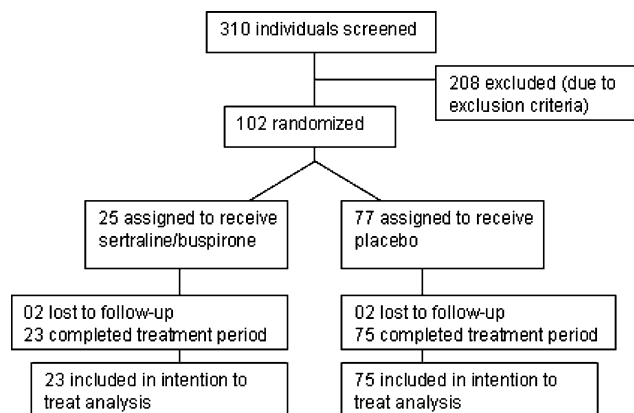 310 individuals screened
208 excluded (due to
exclusion criteria)
102 randomized
25 assigned to receive
sertraline/buspirone
77 assigned to receive
placebo
02 lost to follow-up
23 completed treatment period
02 lost to follow-up
75 completed treatment period
23 included in intention to
treat analysis
75 included in intention to
treat analysis